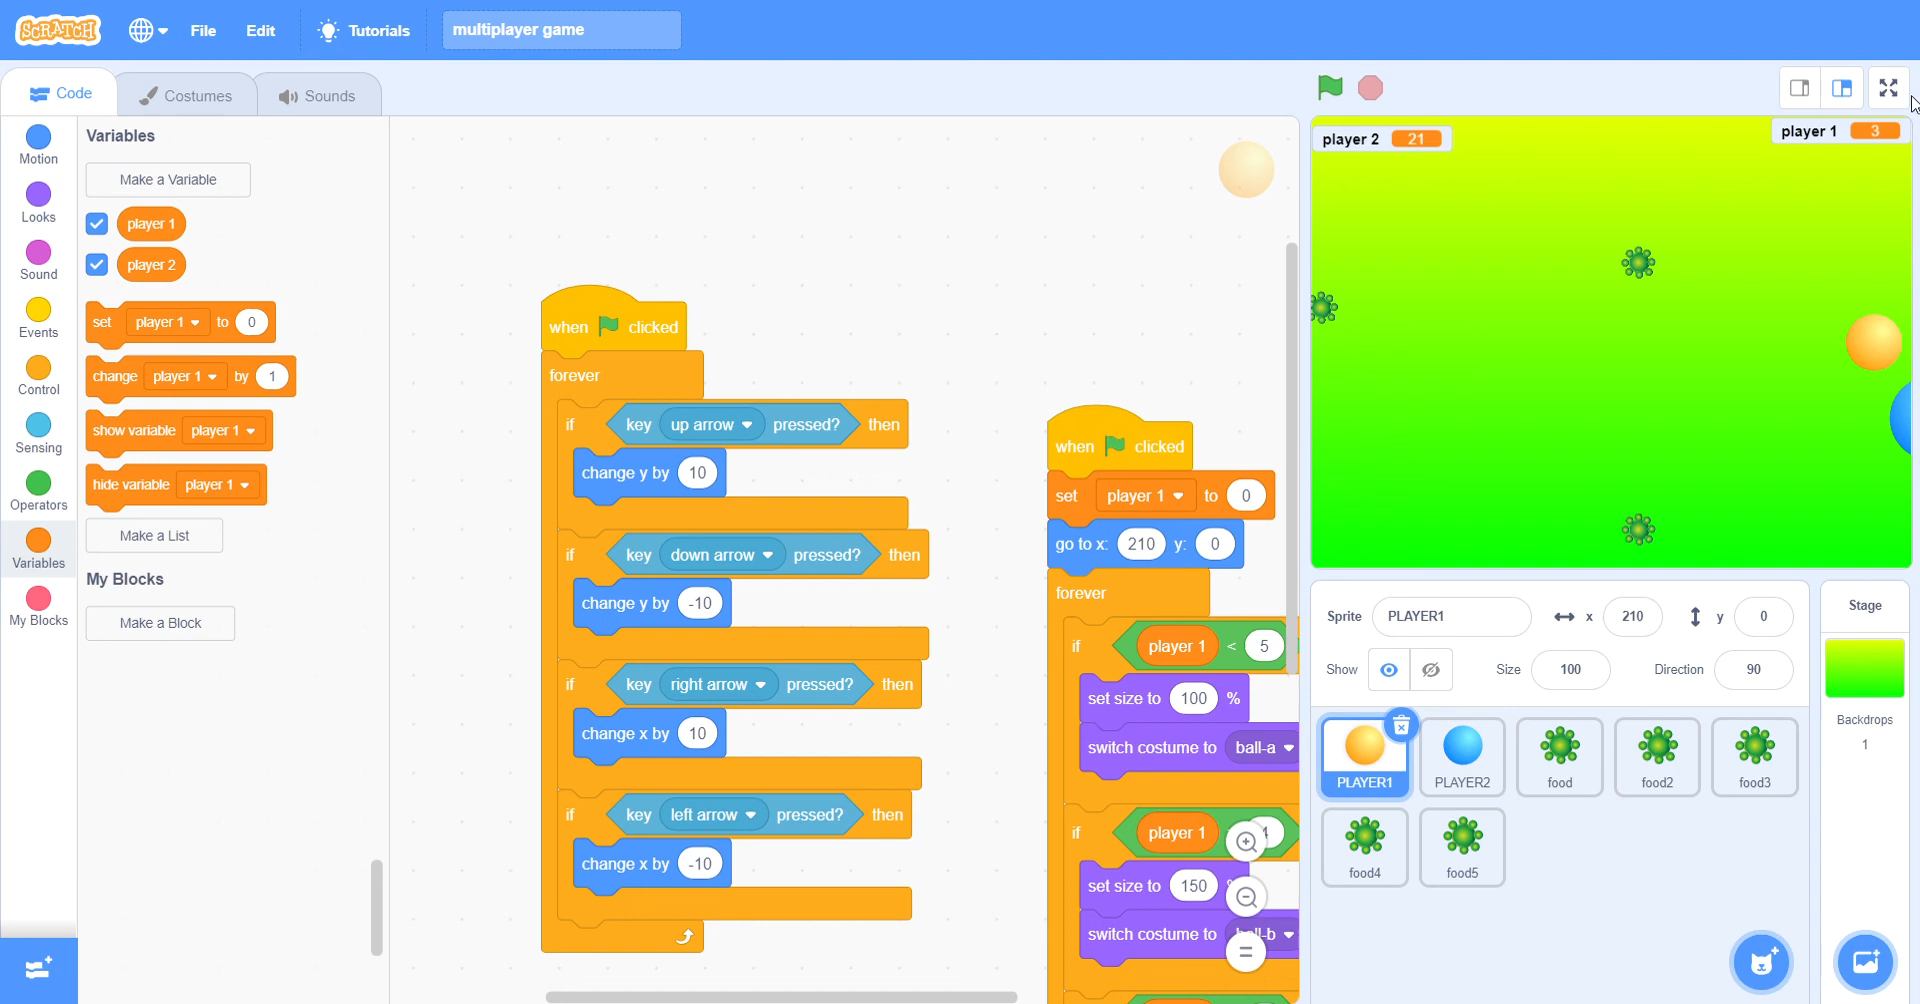 SCRATCH File Edit Tutorials multiplayer game
Code Costumes Sounds
Motion
Looks
Sound
Events
Control
Sensing
Operators
Variables
My Blocks
Variables
Make a Variable
player 1
player 2
set player 1 to 0
change player 1 by 1
show variable player 1
hide variable player 1
Make a List
My Blocks
Make a Block
when clicked
forever
if key up arrow pressed? then
change y by 10
if key down arrow pressed? then
change y by -10
if key right arrow pressed? then
change x by 10
if key left arrow pressed? then
change x by -10
when clicked
set player 1 to 0
go to x: 210 y: 0
forever
if player 1 < 5
set size to 100 %
switch costume to ball-a
if player 1 4
set size to 150
switch costume to ball-b
player 2 21
player 1 3
Sprite PLAYER1 x 210 y 0
Show Size 100 Direction 90
PLAYER1 PLAYER2 food food2 food3
food4 food5
Stage
Backdrops
1